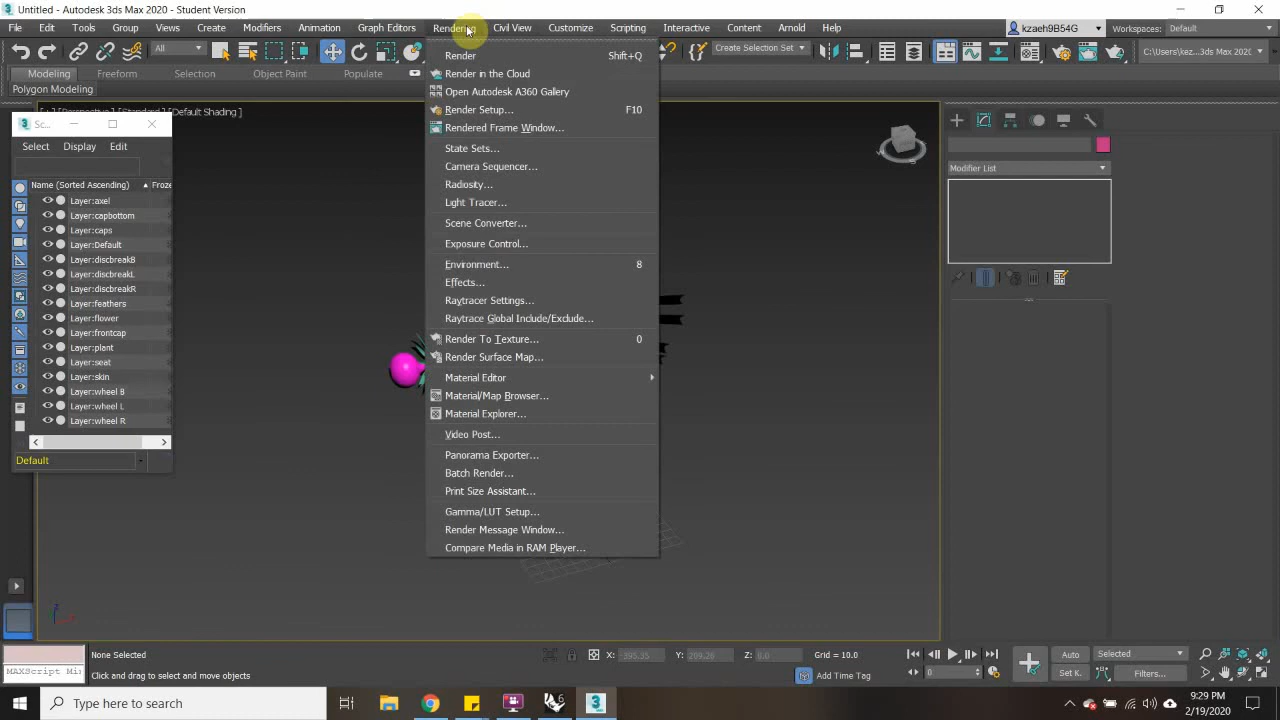 Untitled - Autodesk 3ds Max 2020 - Student Version
File Edit Tools Group Views Create Modifiers Animation Graph Editors Rendering Civil View Customize Scripting Interactive Content Arnold Help
kzaeh9B54G Workspaces: Default
All
Create Selection Set
C:\Users\kez...3ds Max 202(
Modeling Freeform Selection Object Paint Populate
Polygon Modeling
[Perspective] [Standard] [Default Shading ]
Sc...
Select Display Edit
Name (Sorted Ascending) Froze
Layer:axel
Layer:capbottom
Layer:caps
Layer:Default
Layer:discbreakB
Layer:discbreakL
Layer:discbreakR
Layer:feathers
Layer:flower
Layer:frontcap
Layer:plant
Layer:seat
Layer:skin
Layer:wheel B
Layer:wheel L
Layer:wheel R
Default
Render Shift+Q
Render in the Cloud
Open Autodesk A360 Gallery
Render Setup... F10
Rendered Frame Window...
State Sets...
Camera Sequencer...
Radiosity...
Light Tracer...
Scene Converter...
Exposure Control...
Environment... 8
Effects...
Raytracer Settings...
Raytrace Global Include/Exclude...
Render To Texture... 0
Render Surface Map...
Material Editor
Material/Map Browser...
Material Explorer...
Video Post...
Panorama Exporter...
Batch Render...
Print Size Assistant...
Gamma/LUT Setup...
Render Message Window...
Compare Media in RAM Player...
Modifier List
MAXScript Mi
None Selected
Click and drag to select and move objects
X: -395.35 Y: 209.26 Z: 0.0 Grid = 10.0
Add Time Tag
0
Auto Selected
Set K. Filters...
Type here to search
9:29 PM
2/19/2020